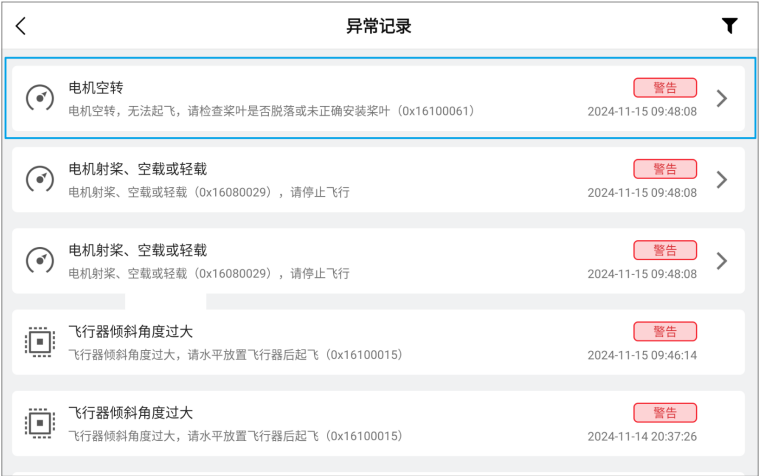 异常记录
电机空转
警告
电机空转，无法起飞，请检查桨叶是否脱落或未正确安装桨叶（0x16100061）
2024-11-15 09:48:08
电机射桨、空载或轻载
警告
电机射桨、空载或轻载（0x16080029），请停止飞行
2024-11-15 09:48:08
电机射桨、空载或轻载
警告
电机射桨、空载或轻载（0x16080029），请停止飞行
2024-11-15 09:48:08
飞行器倾斜角度过大
警告
飞行器倾斜角度过大，请水平放置飞行器后起飞（0x16100015）
2024-11-15 09:46:14
飞行器倾斜角度过大
警告
飞行器倾斜角度过大，请水平放置飞行器后起飞（0x16100015）
2024-11-14 20:37:26